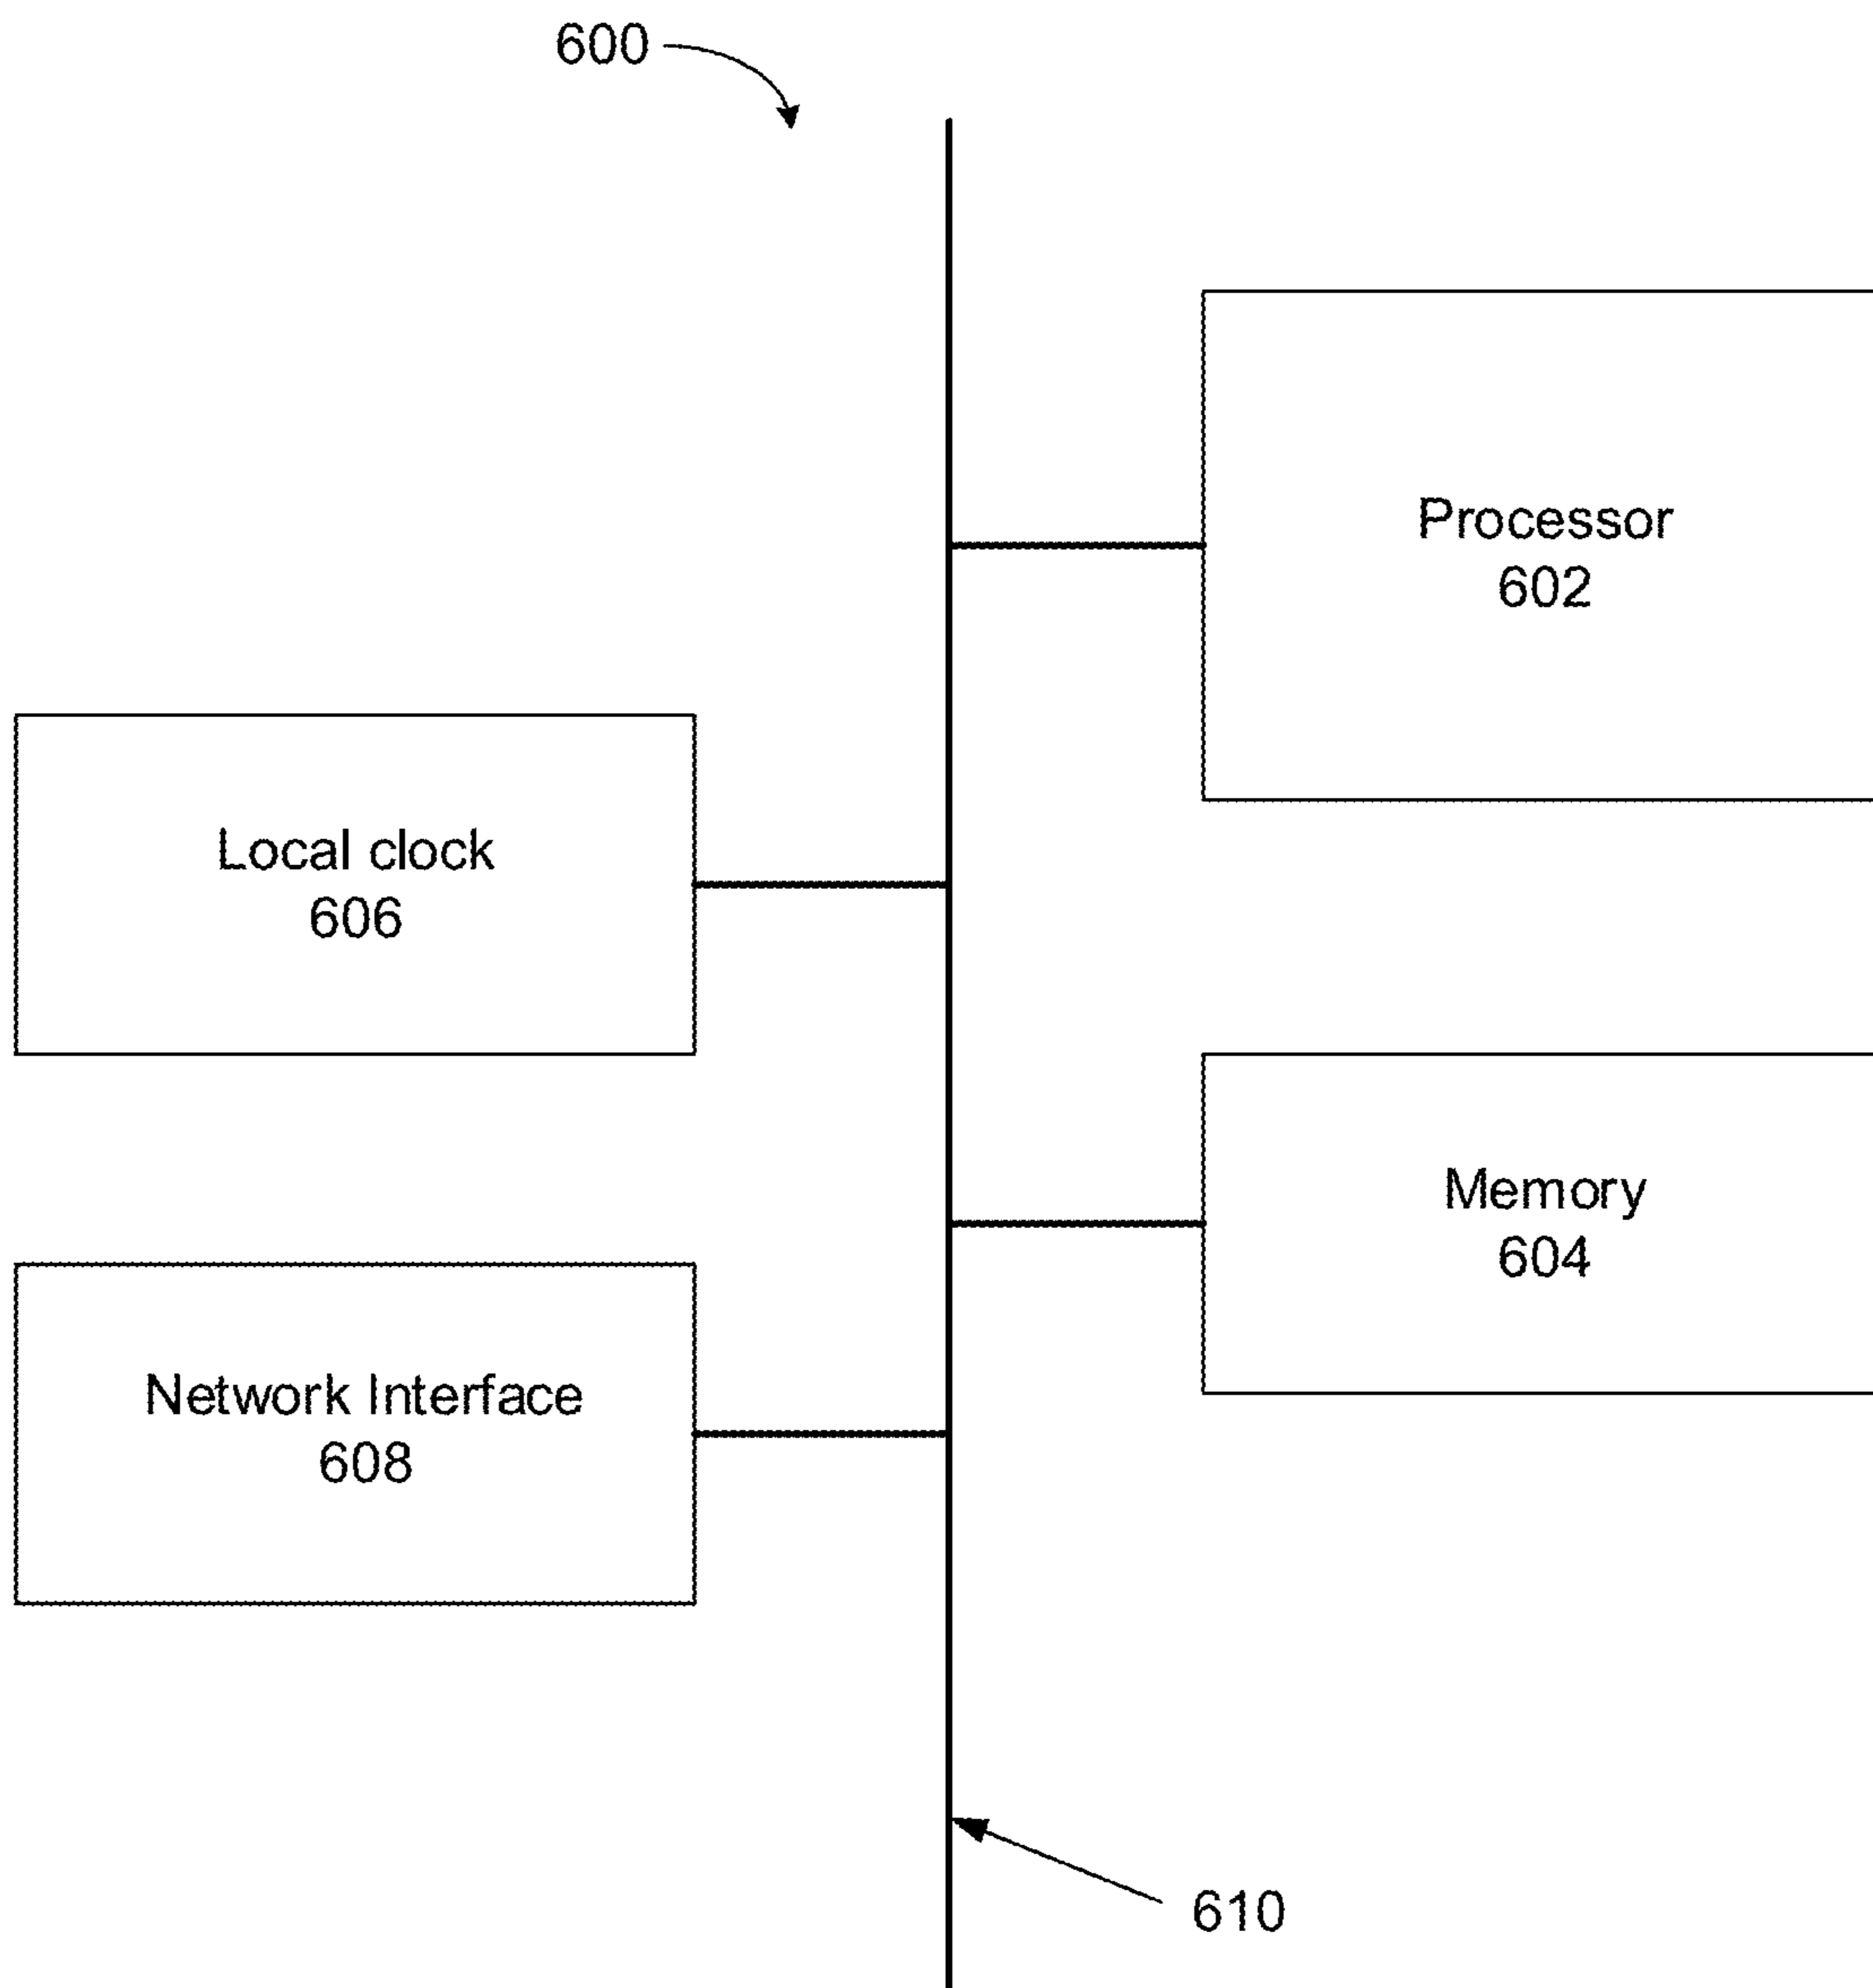 600
Processor
602
Local clock
606
Memory
604
Network Interface
608
610